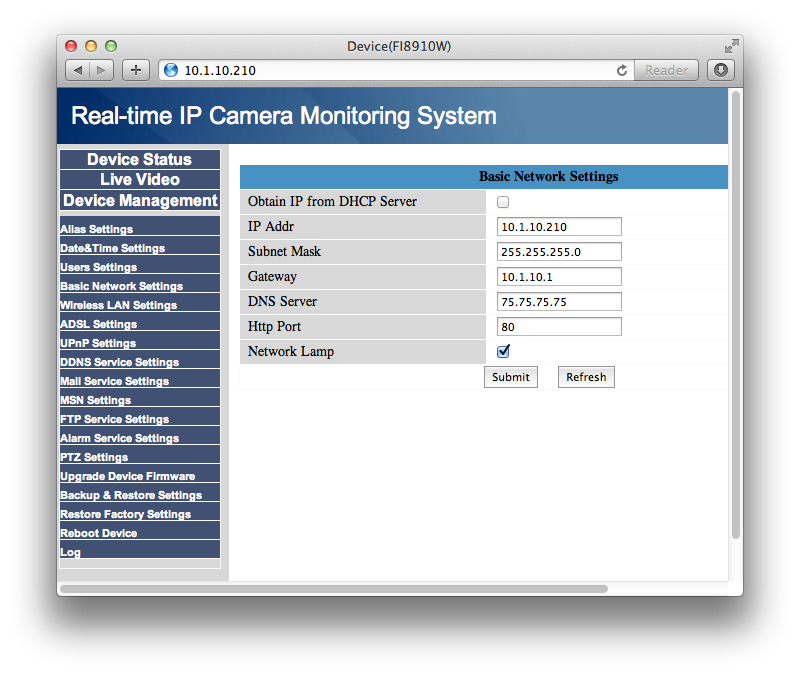 Device(FI8910W)
10.1.10.210
Reader
Real-time IP Camera Monitoring System
Device Status
Live Video
Device Management
Alias Settings
Date&Time Settings
Users Settings
Basic Network Settings
Wireless LAN Settings
ADSL Settings
UPnP Settings
DDNS Service Settings
Mail Service Settings
MSN Settings
FTP Service Settings
Alarm Service Settings
PTZ Settings
Upgrade Device Firmware
Backup & Restore Settings
Restore Factory Settings
Reboot Device
Log
Basic Network Settings
Obtain IP from DHCP Server
IP Addr 10.1.10.210
Subnet Mask 255.255.255.0
Gateway 10.1.10.1
DNS Server 75.75.75.75
Http Port 80
Network Lamp
Submit Refresh